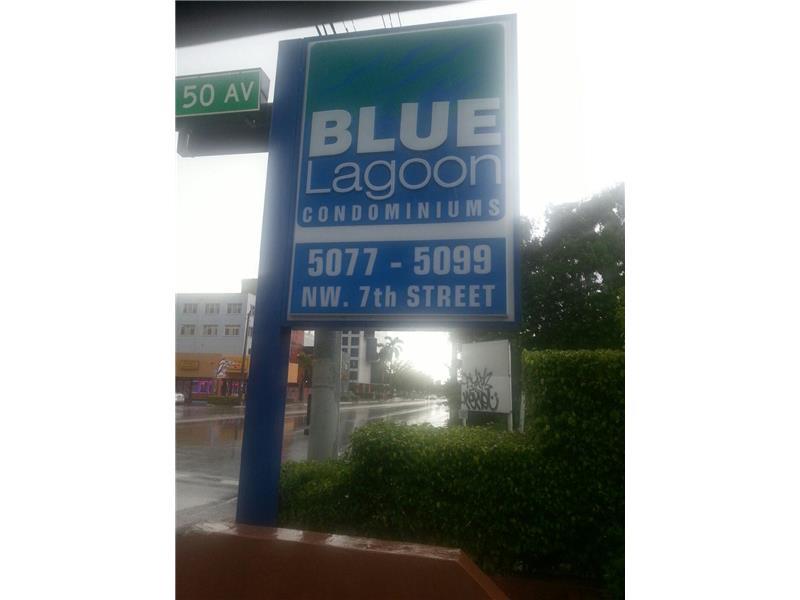 50 AV
BLUE
Lagoon
CONDOMINIUMS
5077 - 5099
NW. 7th STREET